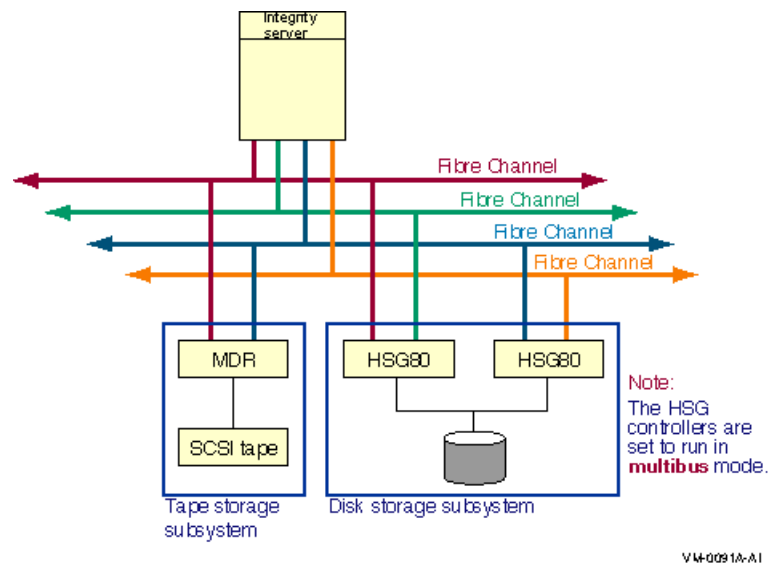 Integrity
server
Fibre Channel
Fibre Channel
Fibre Channel
Fibre Channel
MDR
HSG80
HSG80
SCSI tape
Note:
The HSG
controllers are
set to run in
multibus mode.
Tape storage
subsystem
Disk storage subsystem
VM-0091A-AI